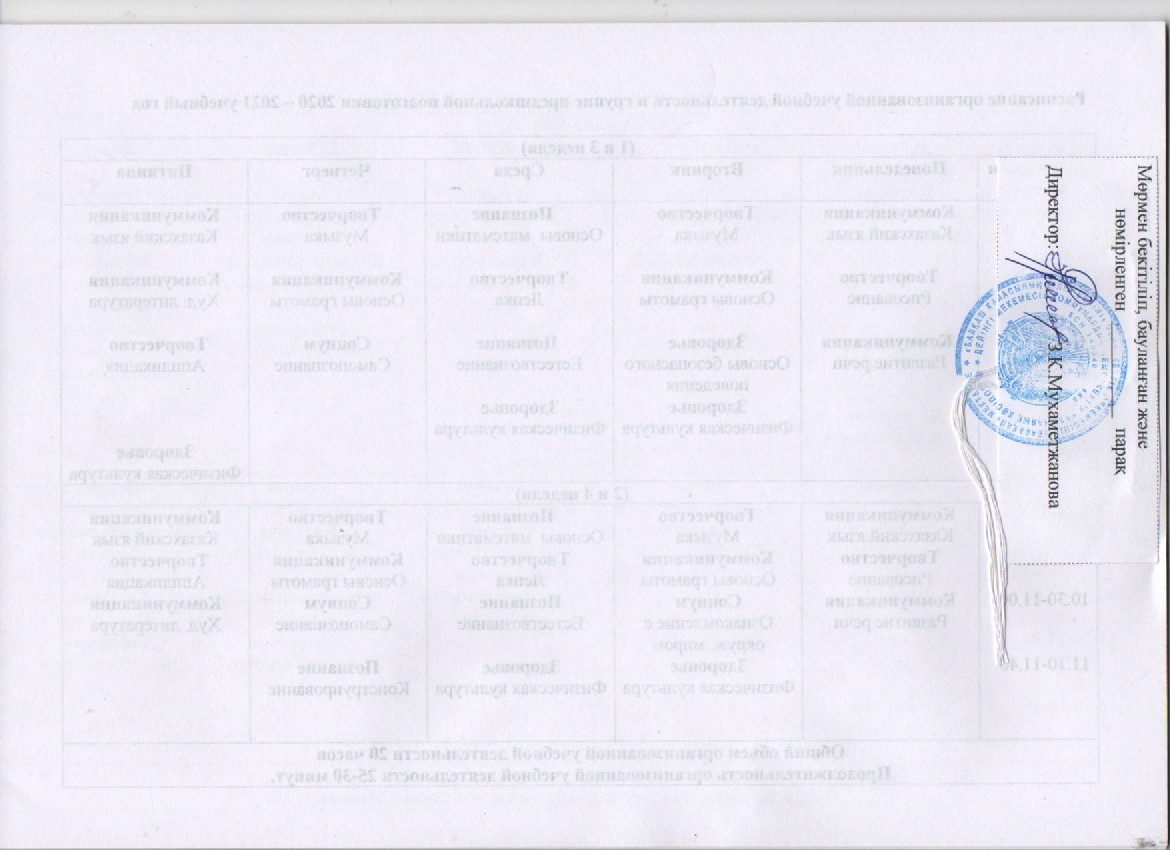 Мөрмен бекітіліп, бауланған және
нөмірленген ____ парақ
Директор: З.К.Мухаметжанова
Расписание организованной учебной деятельности в группе предшкольной подготовки 2020 – 2021 учебный год
(1 и 3 неделя)
Понедельник Вторник Среда Четверг Пятница
Коммуникация Творчество Познание Творчество Коммуникация
Казахский язык Музыка Основы математики Музыка Казахский язык
Творчество Коммуникация Творчество Коммуникация Коммуникация
Рисование Основы грамоты Лепка Основы грамоты Худ. литература
Коммуникация Здоровье Познание Социум Творчество
Развитие речи Основы безопасного Естествознание Самопознание Аппликация
поведения
Здоровье Здоровье
Физическая культура Физическая культура
Здоровье
Физическая культура
(2 и 4 неделя)
Коммуникация Творчество Познание Творчество Коммуникация
Казахский язык Музыка Основы математики Музыка Казахский язык
Творчество Коммуникация Творчество Коммуникация Творчество
Рисование Основы грамоты Лепка Основы грамоты Аппликация
10.30-11.00 Коммуникация Социум Познание Социум Коммуникация
Развитие речи Ознакомление с Естествознание Самопознание Худ. литература
окруж. миром
11.10-11.4 Здоровье Здоровье Познание
Физическая культура Физическая культура Конструирование
Общий объем организованной учебной деятельности 20 часов
Продолжительность организованной учебной деятельности 25-30 минут.